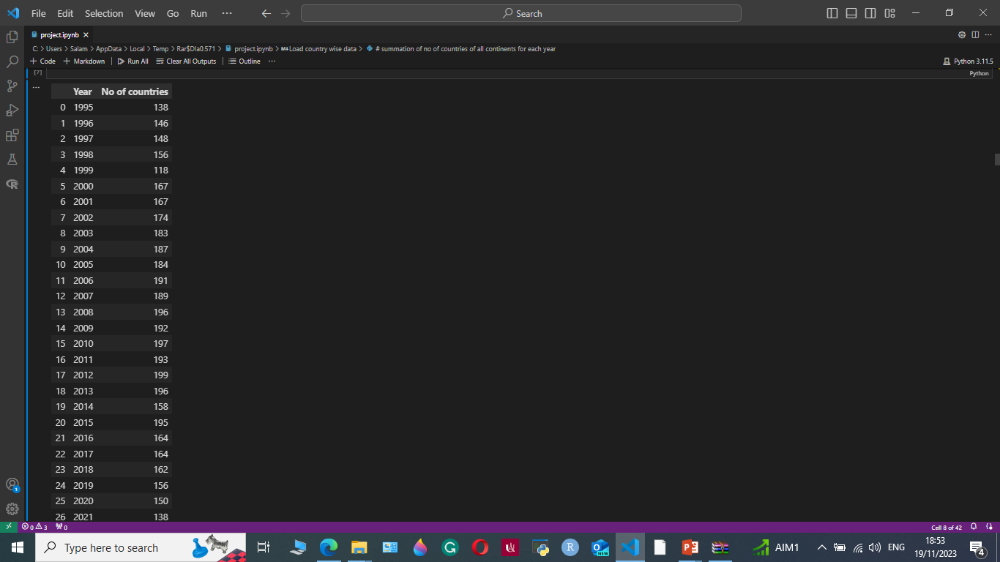 File Edit Selection View Go Run ··· Search
project.ipynb
C: > Users > Salam > AppData > Local > Temp > Rar$DIa0.571 > project.ipynb > M↓Load country wise data > # summation of no of countries of all continents for each year
+ Code + Markdown Run All Clear All Outputs Outline ··· Python 3.11.5
[7] Python
...
Year No of countries
0 1995 138
1 1996 146
2 1997 148
3 1998 156
4 1999 118
5 2000 167
6 2001 167
7 2002 174
8 2003 183
9 2004 187
10 2005 184
11 2006 191
12 2007 189
13 2008 196
14 2009 192
15 2010 197
16 2011 193
17 2012 199
18 2013 196
19 2014 158
20 2015 195
21 2016 164
22 2017 164
23 2018 162
24 2019 156
25 2020 150
26 2021 138
1
0 3 0 Cell 8 of 42
Type here to search AIM1 ENG 18:53
19/11/2023 4